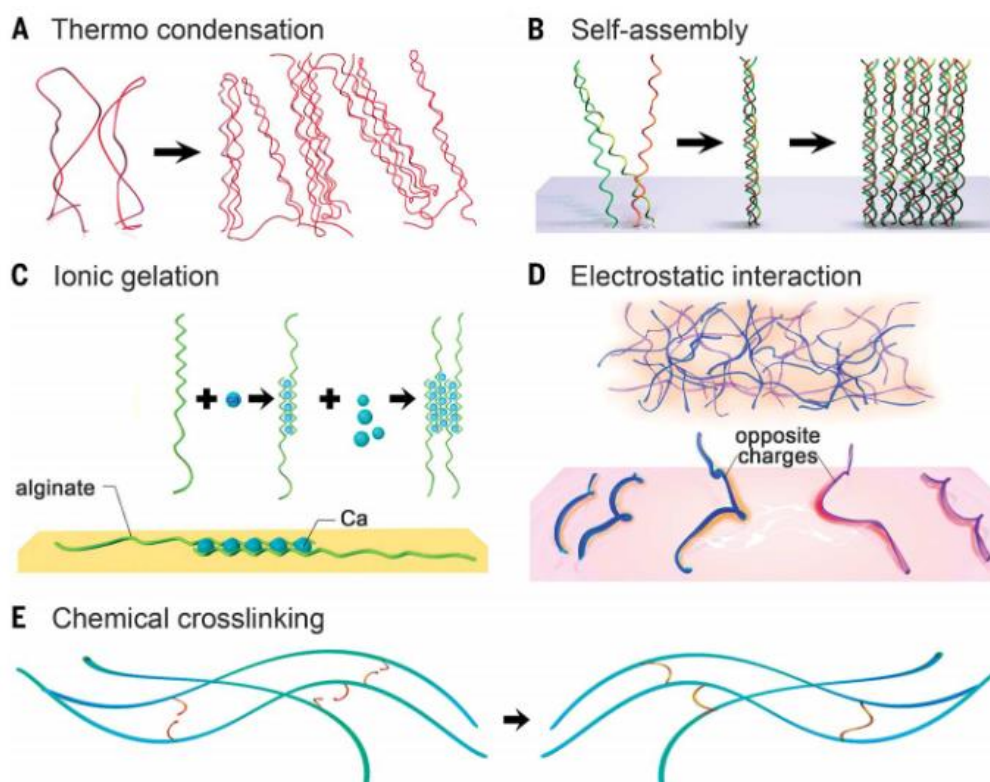 A Thermo condensation
B Self-assembly
C Ionic gelation
D Electrostatic interaction
alginate
Ca
opposite
charges
E Chemical crosslinking